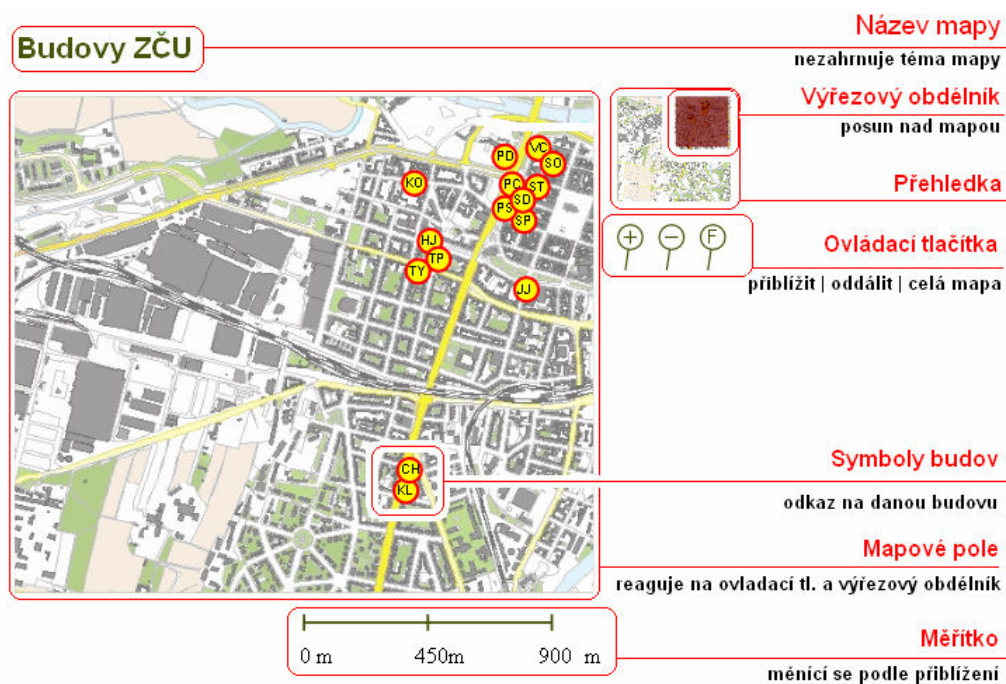 Budovy ZČU
Název mapy
nezahrnuje téma mapy
Výřezový obdélník
posun nad mapou
Přehledka
F
Ovládací tlačítka
přiblížit | oddálit | celá mapa
VC
PD
SO
KO
PC
ST
SD
PS
SP
HJ
TP
TY
JJ
CH
KL
Symboly budov
odkaz na danou budovu
Mapové pole
reaguje na ovladací tl. a výřezový obdélník
Měřítko
0 m 450m 900 m
měnící se podle přiblížení